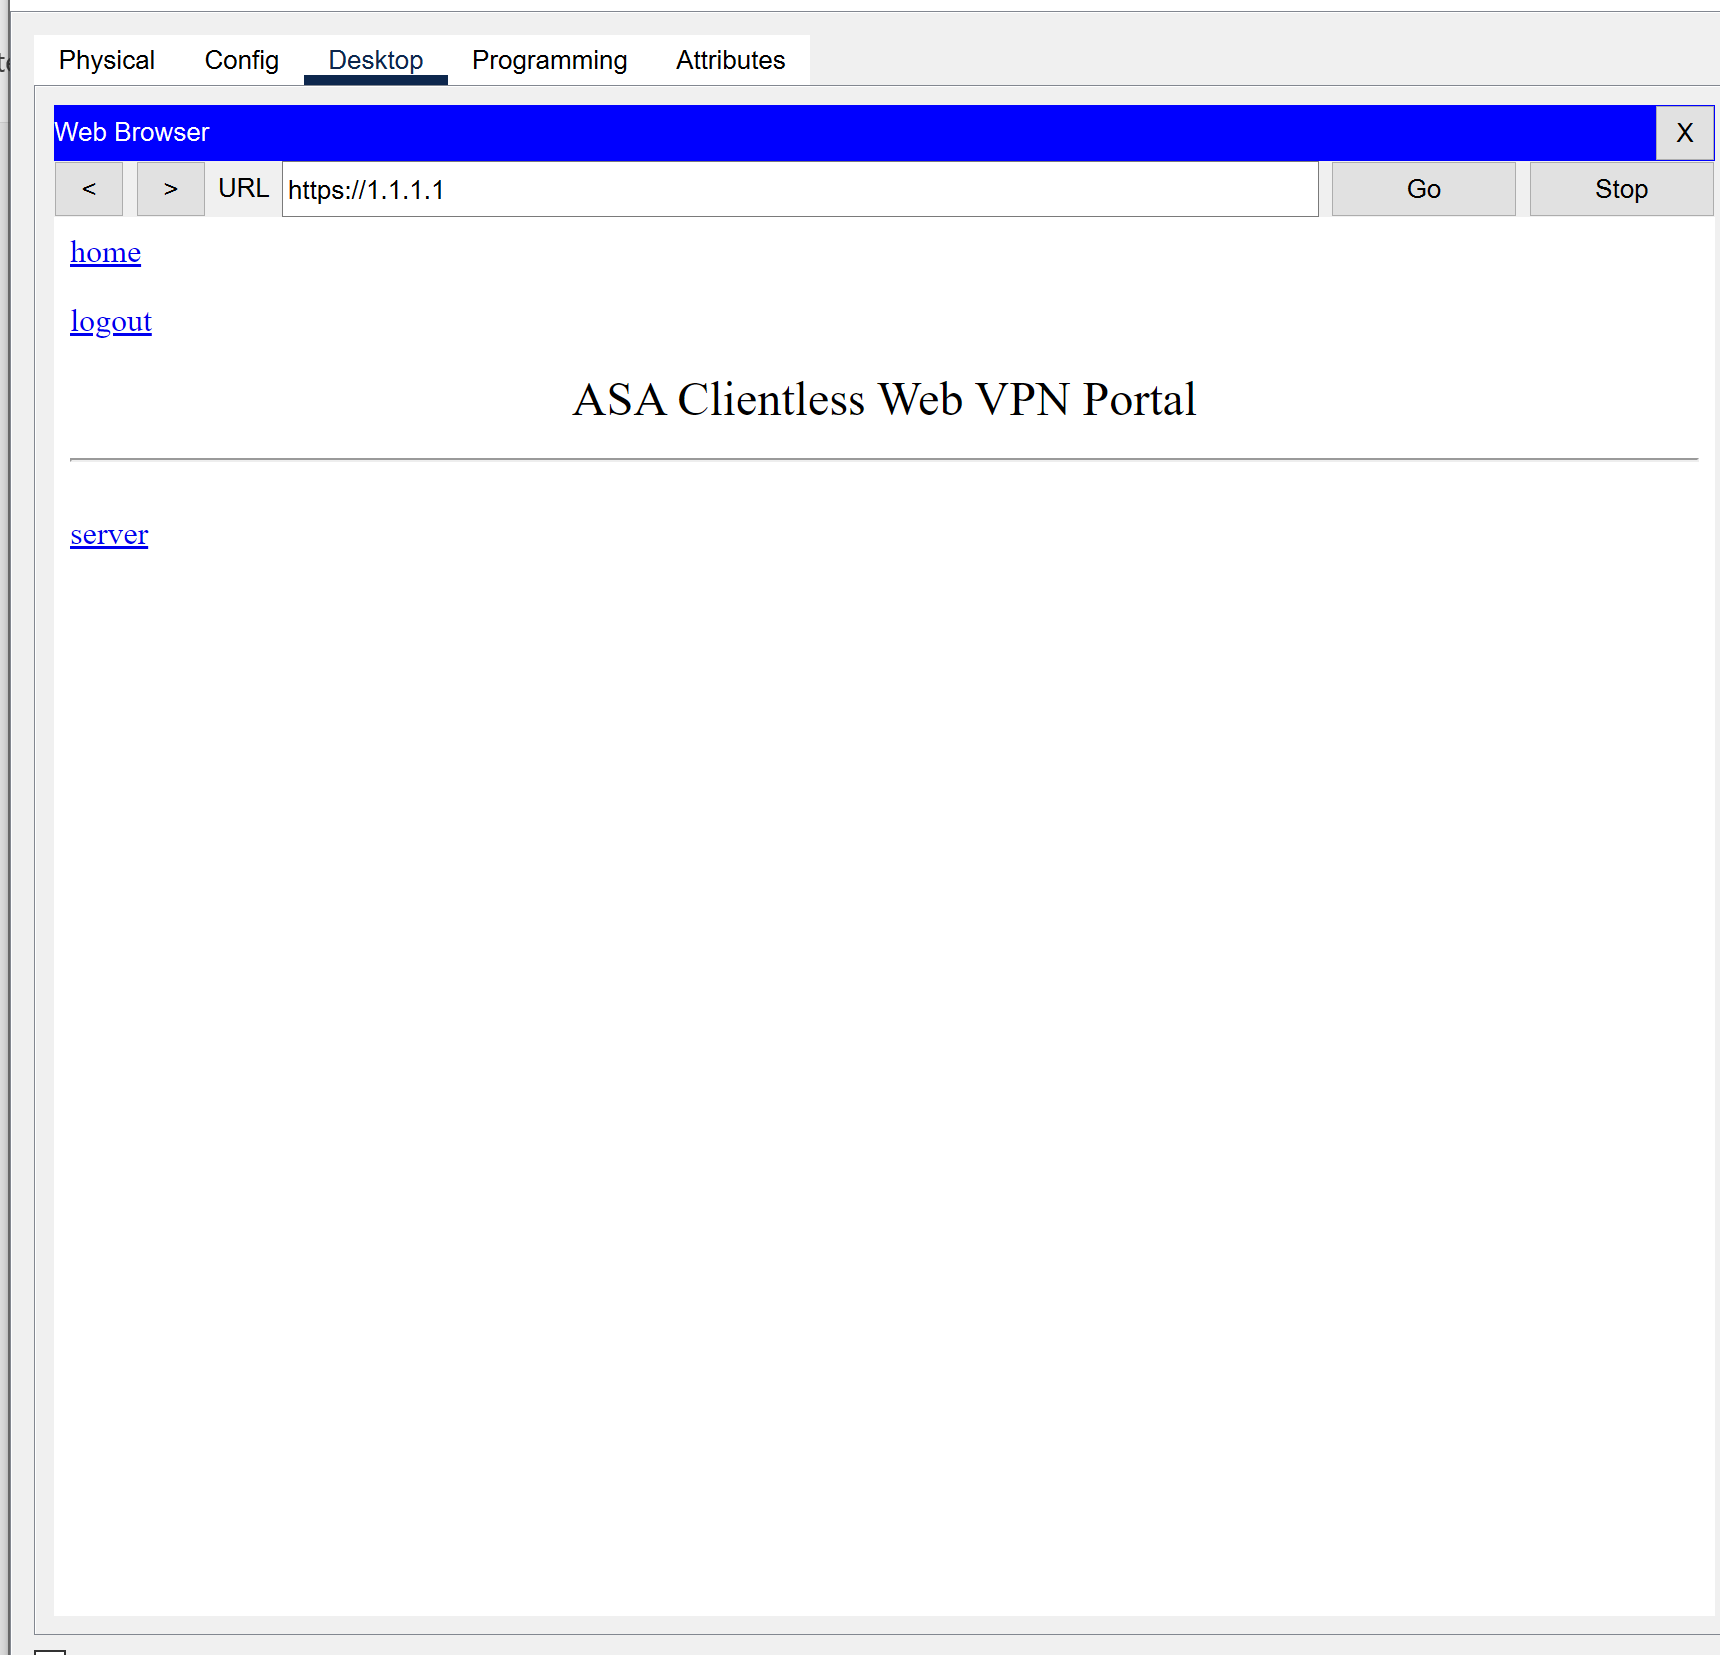 Physical Config Desktop Programming Attributes
Web Browser X
< > URL https://1.1.1.1 Go Stop
home
logout
ASA Clientless Web VPN Portal
server